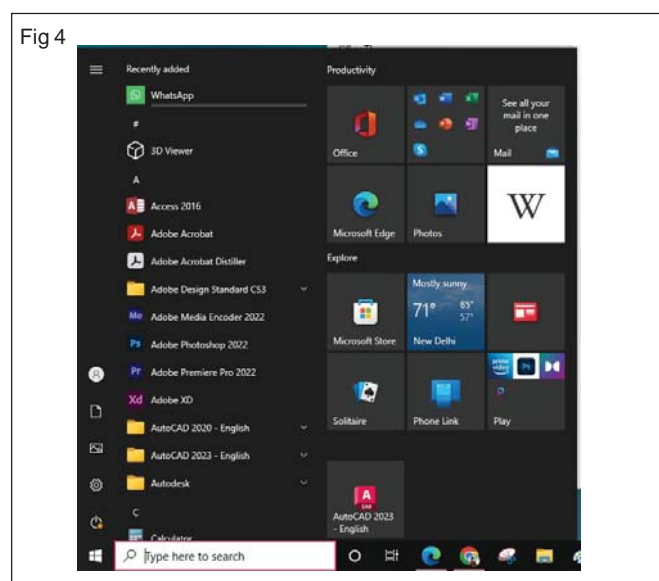 Fig 4
Recently added
WhatsApp
#
3D Viewer
A
Access 2016
Adobe Acrobat
Adobe Acrobat Distiller
Adobe Design Standard CS3
Adobe Media Encoder 2022
Adobe Photoshop 2022
Adobe Premiere Pro 2022
Adobe XD
AutoCAD 2020 - English
AutoCAD 2023 - English
Autodesk
C
Calculator
Type here to search
Productivity
Office
See all your
mail in one
place
Mail
Microsoft Edge
Photos
W
Explore
Microsoft Store
Mostly sunny
71° 85°
57°
New Delhi
Solitaire
Phone Link
prime
video
Ps
Play
AutoCAD 2023
- English